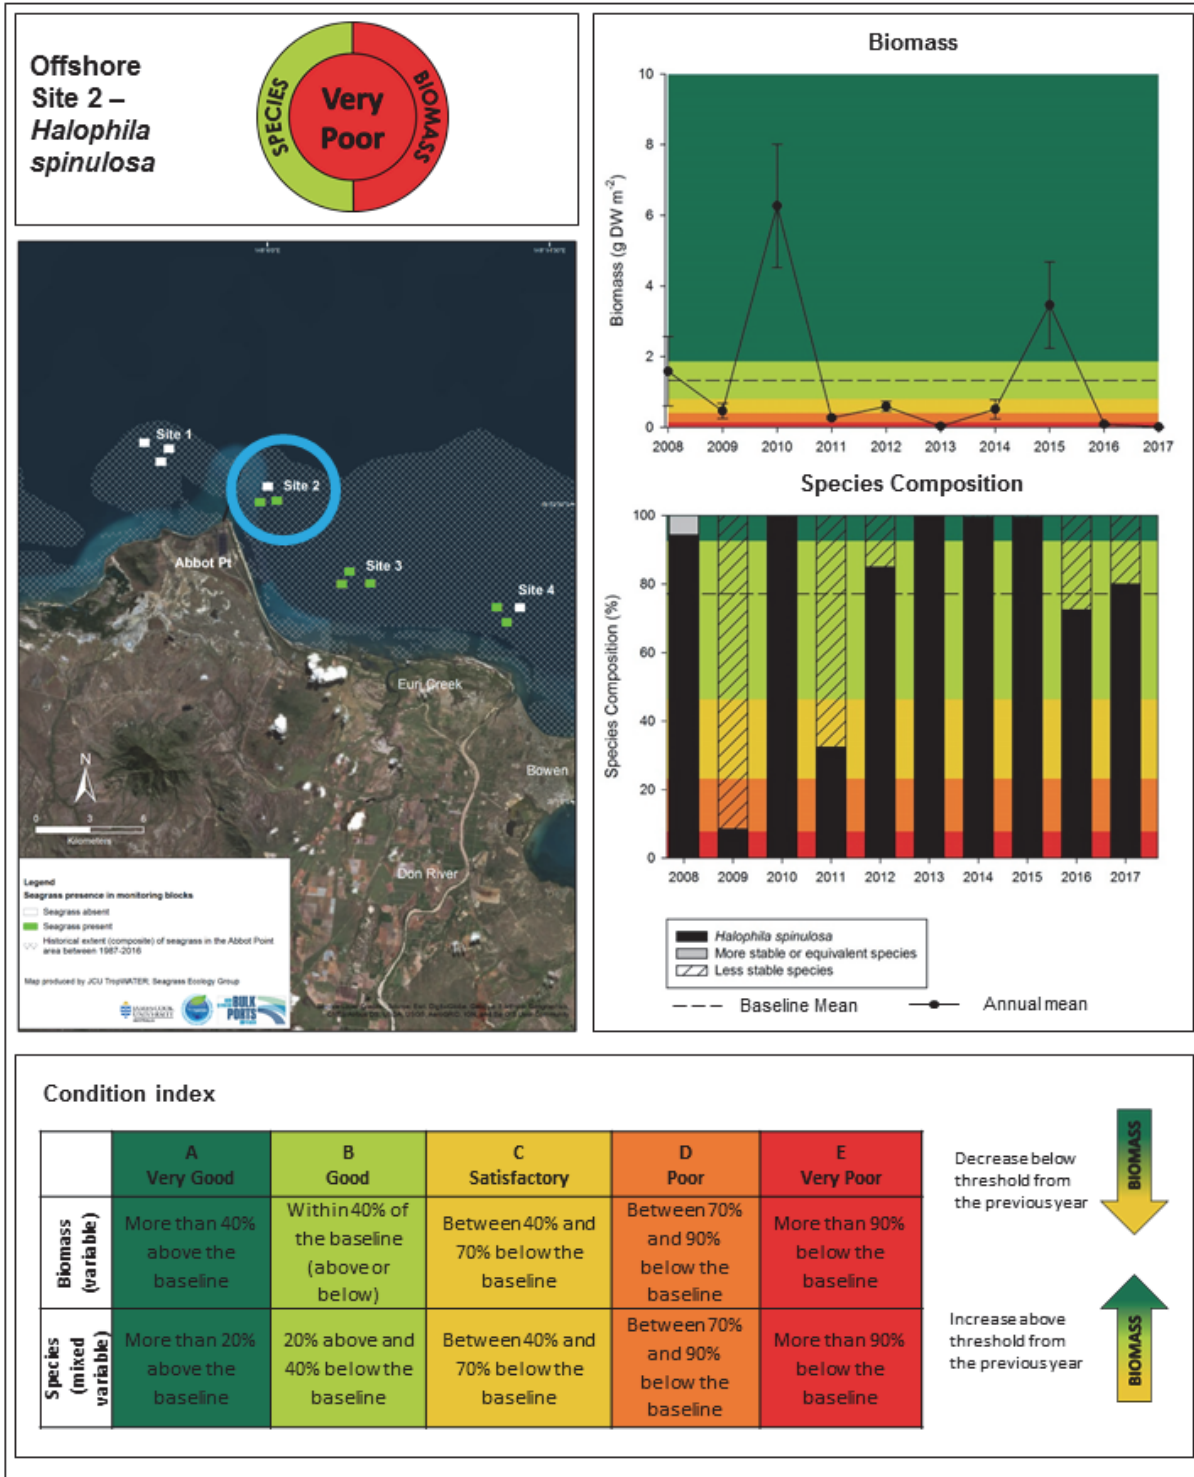 Offshore
Site 2 –
Halophila
spinulosa
SPECIES
Very
Poor
BIOMASS
Site 1
Site 2
Abbot Pt
Site 3
Site 4
Euri Creek
Bowen
N
0 3 6
Kilometers
Don River
Legend
Seagrass presence in monitoring blocks
Seagrass absent
Seagrass present
Historical extent (composite) of seagrass in the Abbot Point
area between 1987-2016
Map produced by JCU TropWATER, Seagrass Ecology Group
JAMES COOK
UNIVERSITY
BULK
PORTS
Biomass
Biomass (g DW m-2)
10
8
6
4
2
0
2008 2009 2010 2011 2012 2013 2014 2015 2016 2017
Species Composition
Species Composition (%)
100
80
60
40
20
0
2008 2009 2010 2011 2012 2013 2014 2015 2016 2017
Halophila spinulosa
More stable or equivalent species
Less stable species
Baseline Mean
Annual mean
Condition index
A
Very Good
B
Good
C
Satisfactory
D
Poor
E
Very Poor
Biomass
(variable)
More than 40%
above the
baseline
Within 40% of
the baseline
(above or
below)
Between 40% and
70% below the
baseline
Between 70%
and 90%
below the
baseline
More than 90%
below the
baseline
Species
(mixed
variable)
More than 20%
above the
baseline
20% above and
40% below the
baseline
Between 40% and
70% below the
baseline
Between 70%
and 90%
below the
baseline
More than 90%
below the
baseline
Decrease below
threshold from
the previous year
BIOMASS
Increase above
threshold from
the previous year
BIOMASS